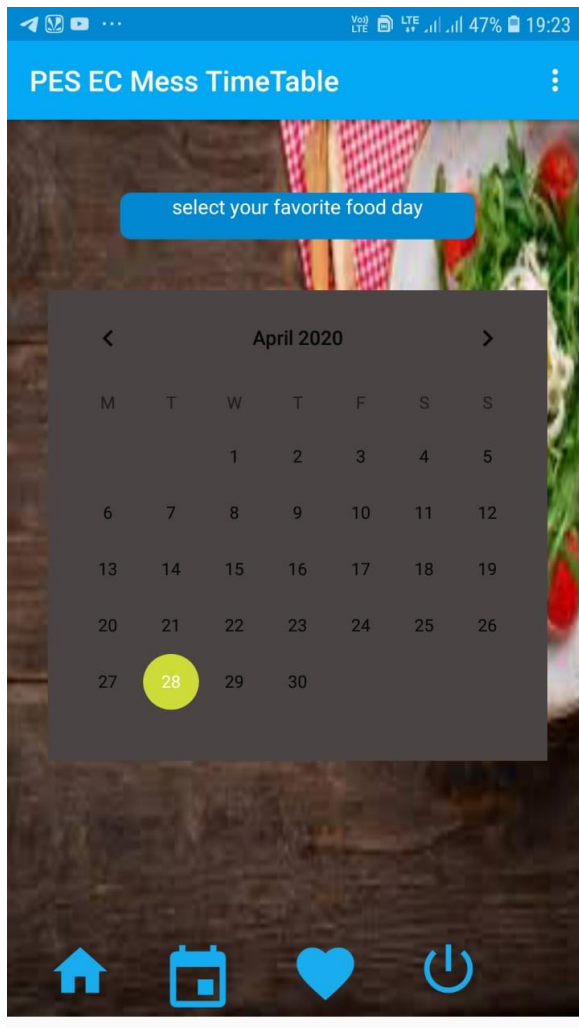 Vo)) LTE LTE 47% 19:23
PES EC Mess TimeTable
select your favorite food day
April 2020
M T W T F S S
1 2 3 4 5
6 7 8 9 10 11 12
13 14 15 16 17 18 19
20 21 22 23 24 25 26
27 28 29 30